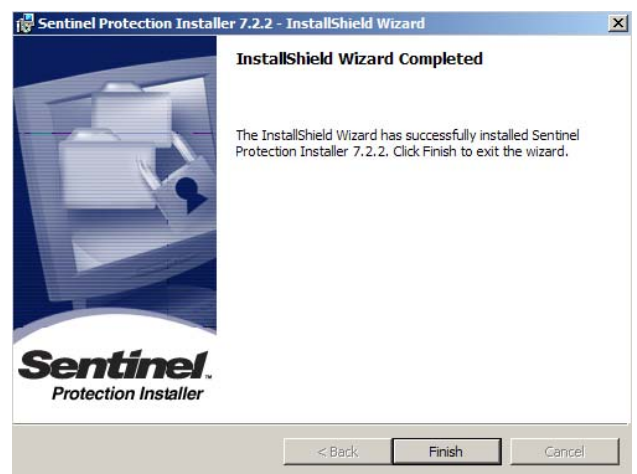 Sentinel Protection Installer 7.2.2 - InstallShield Wizard
InstallShield Wizard Completed
The InstallShield Wizard has successfully installed Sentinel
Protection Installer 7.2.2. Click Finish to exit the wizard.
Sentinel™
Protection Installer
< Back
Finish
Cancel